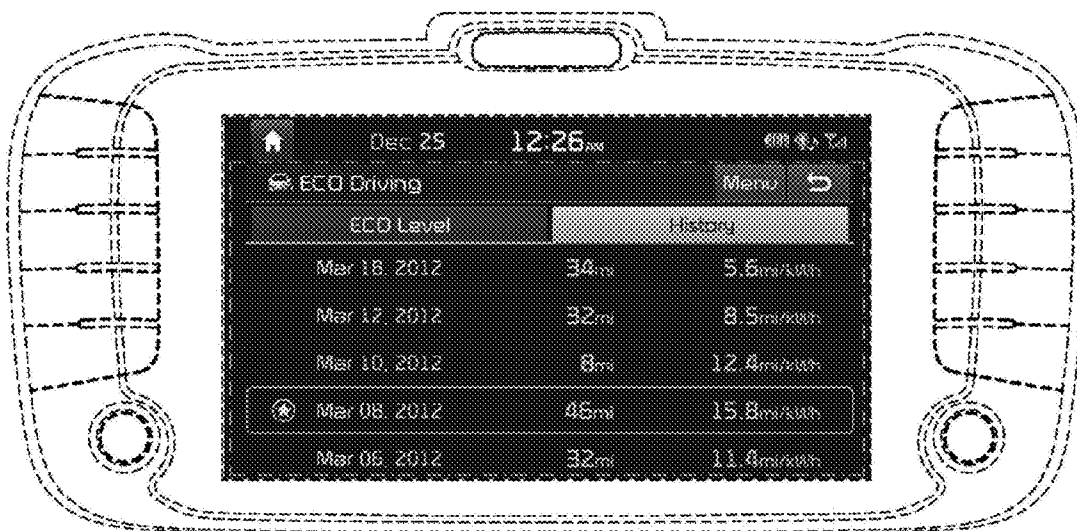 Dec 25 12:26 AM
ECO Driving Menu
ECO Level History
Mar 18, 2012 34mi 5.6mi/kWh
Mar 12, 2012 32mi 8.5mi/kWh
Mar 10, 2012 8mi 12.4mi/kWh
Mar 08, 2012 46mi 15.8mi/kWh
Mar 06, 2012 32mi 11.4mi/kWh